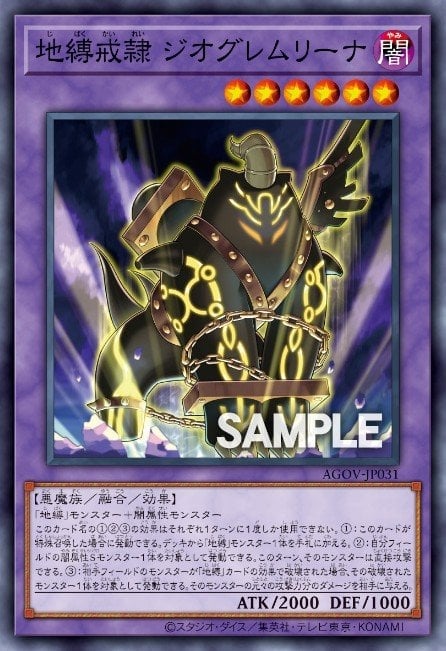 地縛戒隷 ジオグレムリーナ
じ ばく かい れい
やみ
闇
SAMPLE
AGOV-JP031
【悪魔族／融合／効果】
「地縛」モンスター＋闇属性モンスター
このカード名の①②③の効果はそれぞれ1ターンに1度しか使用できない。①：このカードが
特殊召喚した場合に発動できる。デッキから「地縛」モンスター1体を手札に加える。②：自分フィ
ールドの闇属性Sモンスター1体を対象として発動できる。このターン、そのモンスターは直接攻撃
できる。③：相手フィールドのモンスターが「地縛」カードの効果で破壊された場合、その破壊された
モンスター1体を対象として発動できる。そのモンスターの元々の攻撃力分のダメージを相手に与える。
ATK/2000 DEF/1000
©スタジオ・ダイス／集英社・テレビ東京・KONAMI